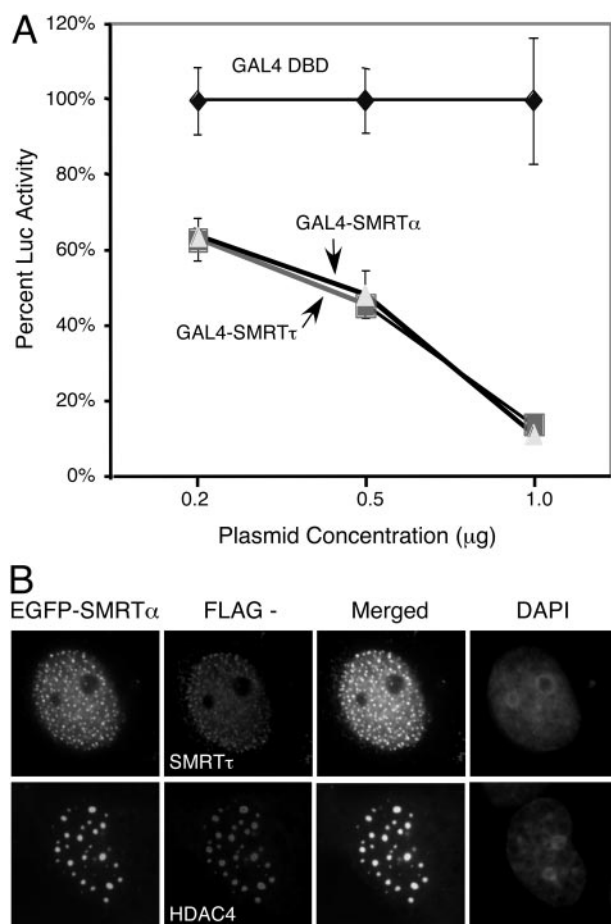 A
120%
100%
80%
60%
40%
20%
0%
Percent Luc Activity
GAL4 DBD
GAL4-SMRTα
GAL4-SMRTτ
0.2
0.5
1.0
Plasmid Concentration (μg)
B
EGFP-SMRTα
FLAG -
Merged
DAPI
SMRTτ
HDAC4